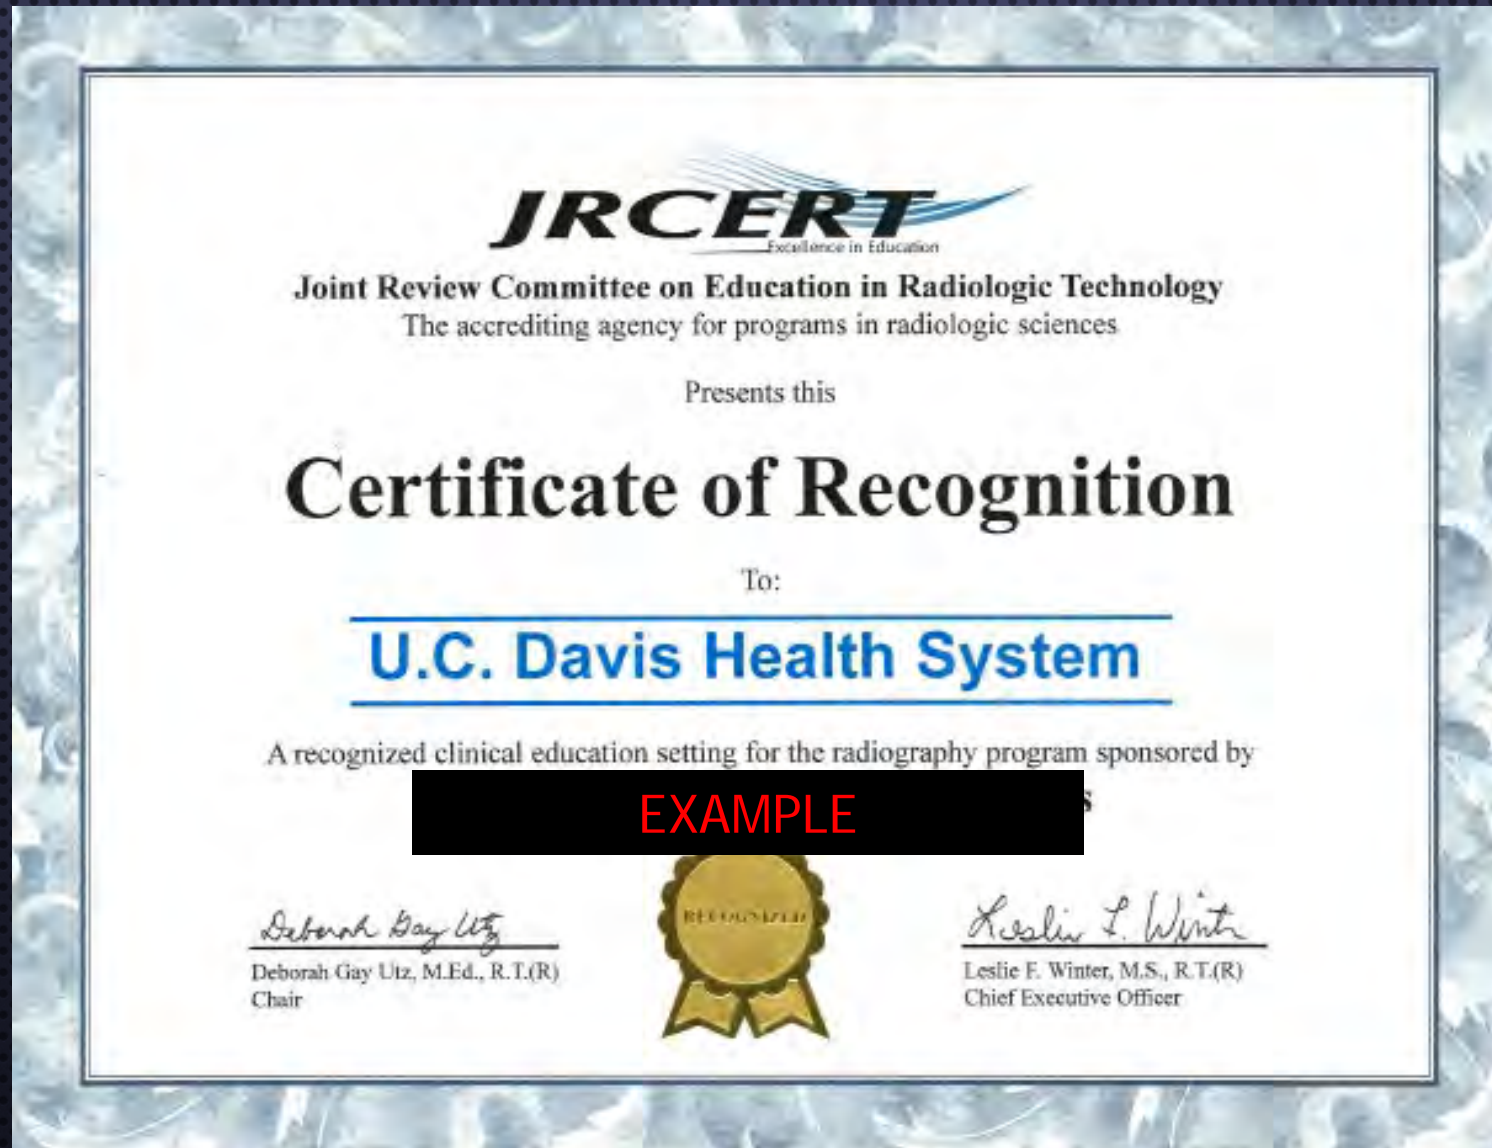 JRCERT
Excellence in Education
Joint Review Committee on Education in Radiologic Technology
The accrediting agency for programs in radiologic sciences
Presents this
Certificate of Recognition
To:
U.C. Davis Health System
A recognized clinical education setting for the radiography program sponsored by
EXAMPLE
s
RECOGNIZED
Deborah Gay Utz
Leslie F. Winter
Deborah Gay Utz, M.Ed., R.T.(R)
Leslie F. Winter, M.S., R.T.(R)
Chair
Chief Executive Officer